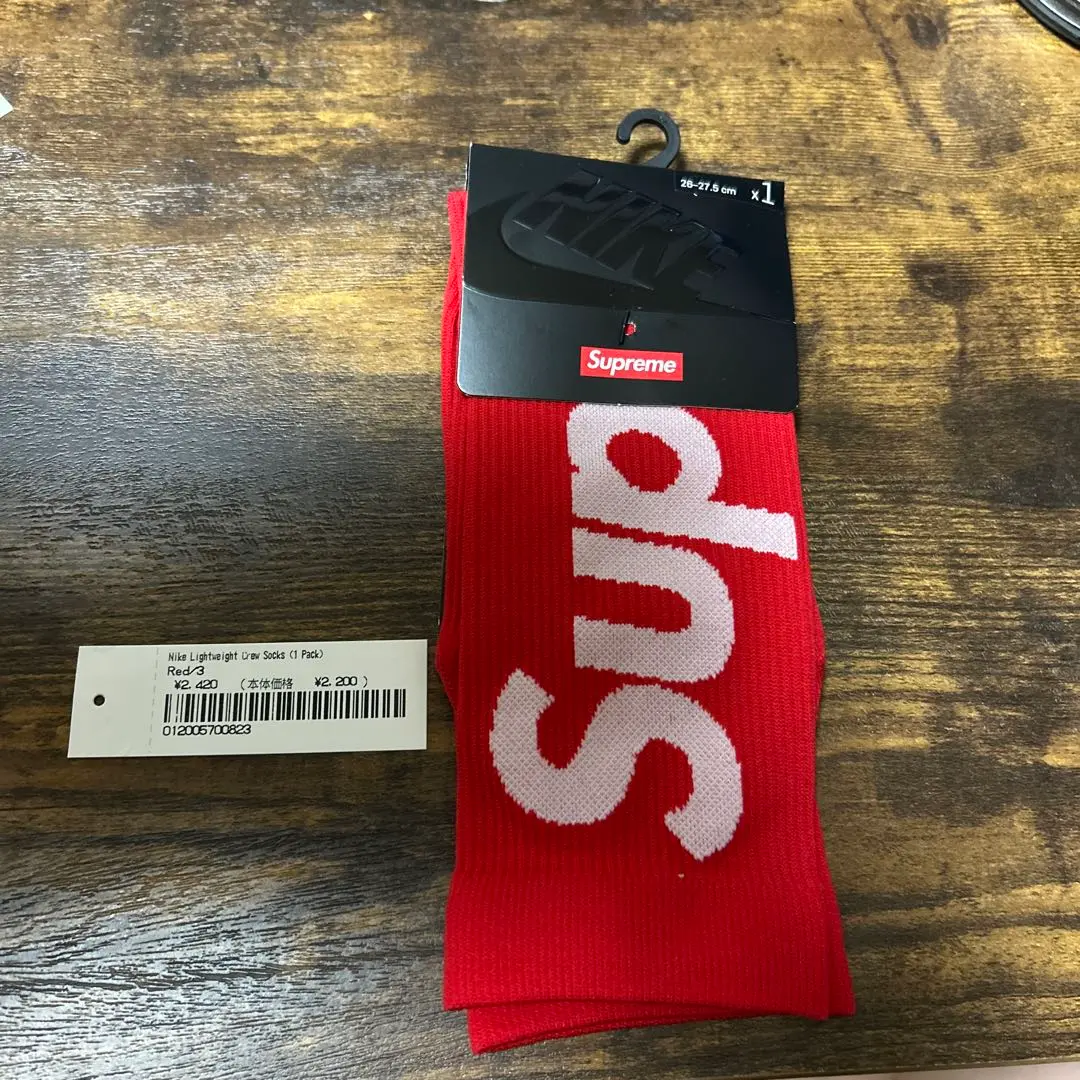 26-27.5 cm x1
NIKE
Supreme
Sup
Nike Lightweight Crew Socks (1 Pack)
Red/3
¥2,420 (本体価格 ¥2,200 )
012005700823